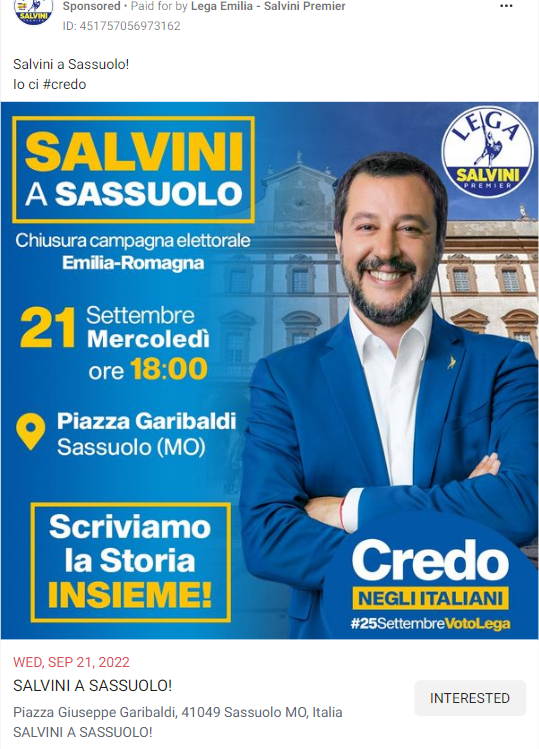 Sponsored • Paid for by Lega Emilia - Salvini Premier
ID: 451757056973162
Salvini a Sassuolo!
Io ci #credo
SALVINI
A SASSUOLO
Chiusura campagna elettorale
Emilia-Romagna
21 Settembre
Mercoledì
ore 18:00
Piazza Garibaldi
Sassuolo (MO)
Scriviamo
la Storia
INSIEME!
LEGA
SALVINI
PREMIER
Credo
NEGLI ITALIANI
#25SettembreVotoLega
WED, SEP 21, 2022
SALVINI A SASSUOLO!
Piazza Giuseppe Garibaldi, 41049 Sassuolo MO, Italia
SALVINI A SASSUOLO!
INTERESTED